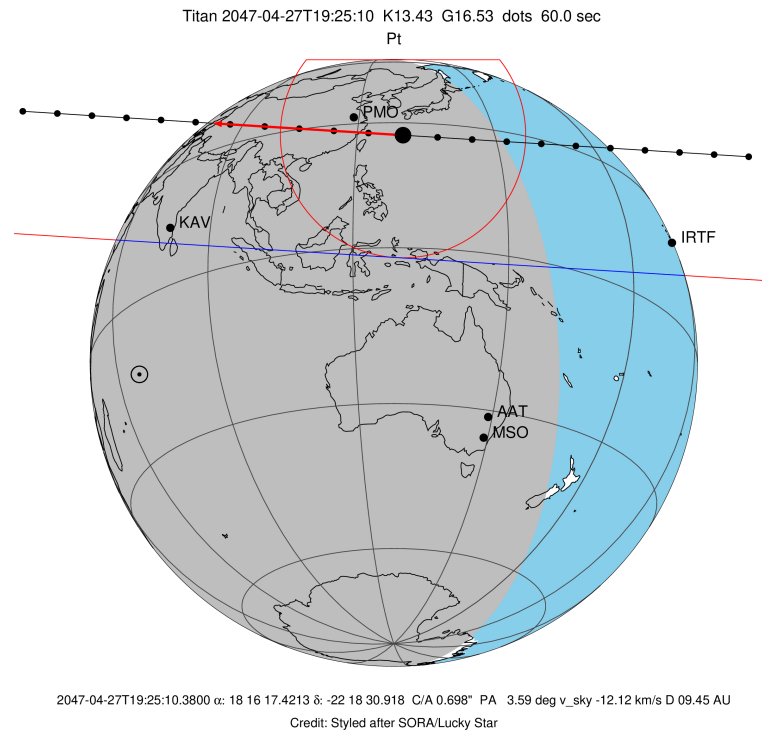 Titan 2047-04-27T19:25:10 K13.43 G16.53 dots 60.0 sec
Pt
PMO
KAV
IRTF
AAT
MSO
2047-04-27T19:25:10.3800 α: 18 16 17.4213 δ: -22 18 30.918 C/A 0.698" PA 3.59 deg v_sky -12.12 km/s D 09.45 AU
Credit: Styled after SORA/Lucky Star